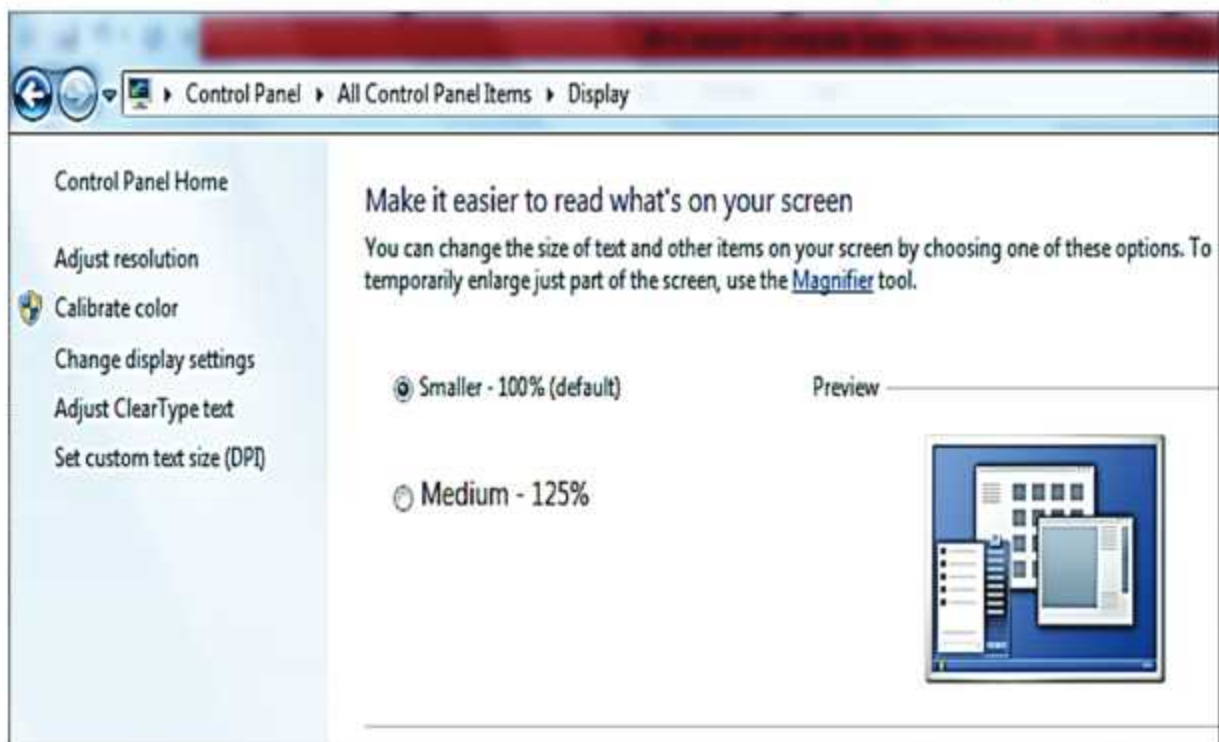 Control Panel ▸ All Control Panel Items ▸ Display
Control Panel Home
Adjust resolution
Calibrate color
Change display settings
Adjust ClearType text
Set custom text size (DPI)
Make it easier to read what's on your screen
You can change the size of text and other items on your screen by choosing one of these options. To
temporarily enlarge just part of the screen, use the Magnifier tool.
Smaller - 100% (default)
Preview
Medium - 125%